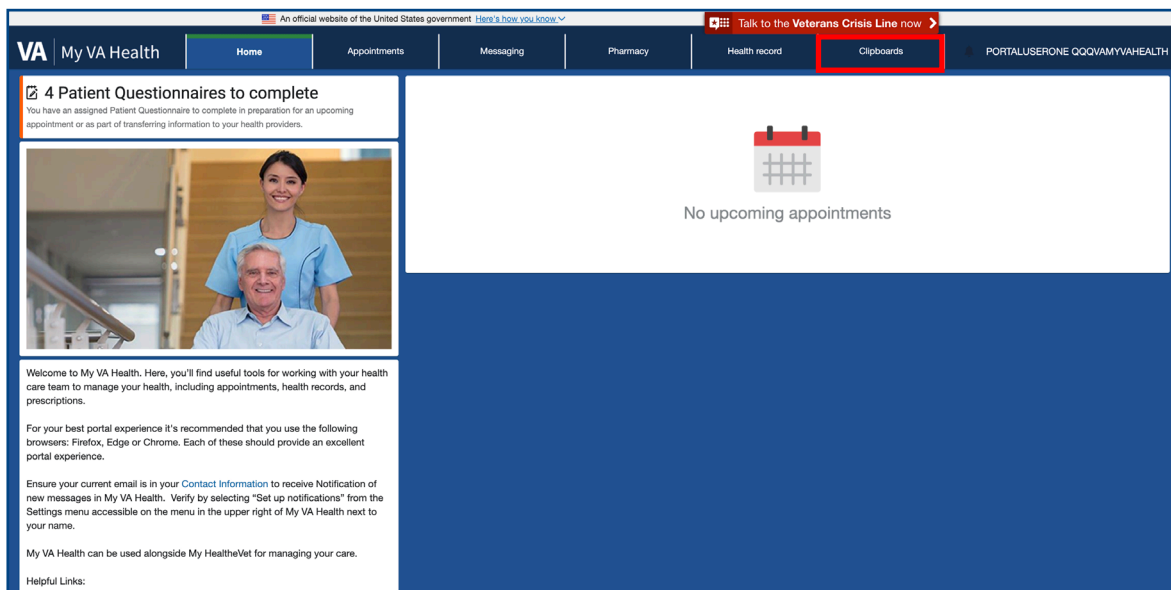 An official website of the United States government Here's how you know
Talk to the Veterans Crisis Line now
VA My VA Health
Home
Appointments
Messaging
Pharmacy
Health record
Clipboards
PORTALUSERONE QQQVAMYVAHEALTH
4 Patient Questionnaires to complete
You have an assigned Patient Questionnaire to complete in preparation for an upcoming
appointment or as part of transferring information to your health providers.
No upcoming appointments
Welcome to My VA Health. Here, you'll find useful tools for working with your health
care team to manage your health, including appointments, health records, and
prescriptions.
For your best portal experience it's recommended that you use the following
browsers: Firefox, Edge or Chrome. Each of these should provide an excellent
portal experience.
Ensure your current email is in your Contact Information to receive Notification of
new messages in My VA Health. Verify by selecting “Set up notifications” from the
Settings menu accessible on the menu in the upper right of My VA Health next to
your name.
My VA Health can be used alongside My HealtheVet for managing your care.
Helpful Links: